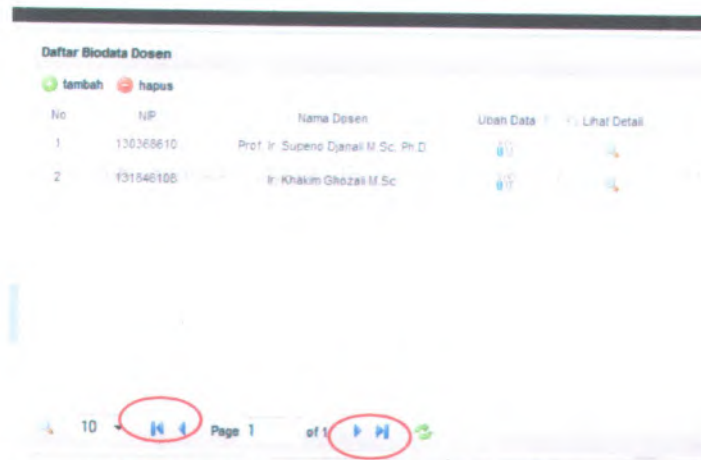 Daftar Biodata Dosen
tambah hapus
No NIP Nama Dosen Ubah Data Lihat Detail
1 130368610 Prof. Ir. Supeno Djanali M.Sc. Ph.D
2 131846108 Ir. Khakim Ghozali M.Sc
10 Page 1 of 1